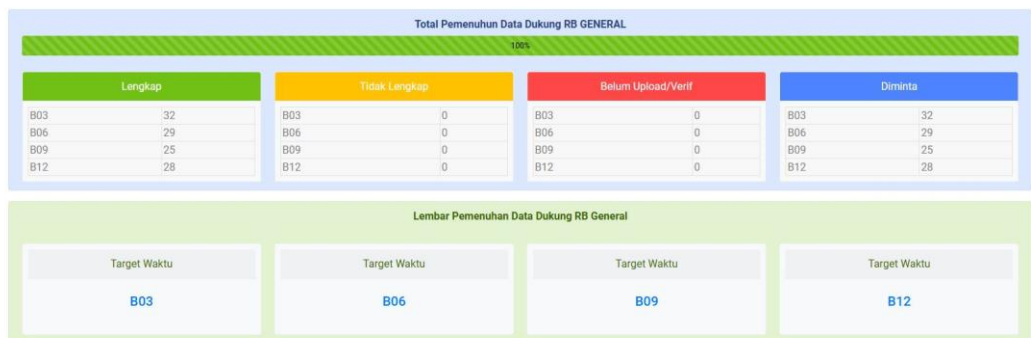 Total Pemenuhun Data Dukung RB GENERAL
100%
Lengkap
B03 32
B06 29
B09 25
B12 28
Tidak Lengkap
B03 0
B06 0
B09 0
B12 0
Belum Upload/Verif
B03 0
B06 0
B09 0
B12 0
Diminta
B03 32
B06 29
B09 25
B12 28
Lembar Pemenuhan Data Dukung RB General
Target Waktu
B03
Target Waktu
B06
Target Waktu
B09
Target Waktu
B12